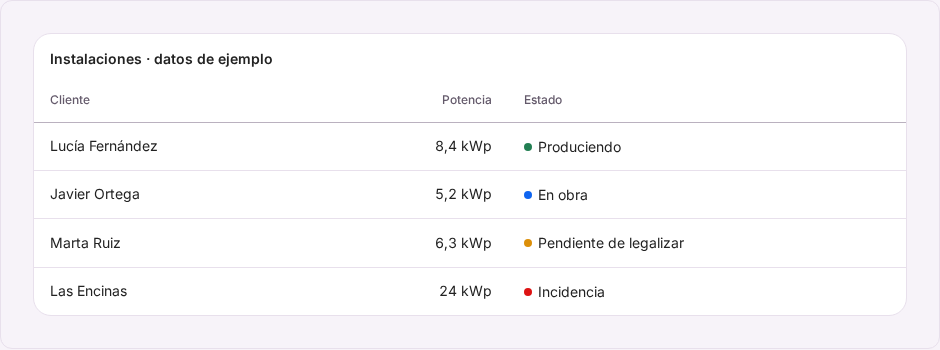 Instalaciones · datos de ejemplo
Cliente Potencia Estado
Lucía Fernández 8,4 kWp Produciendo
Javier Ortega 5,2 kWp En obra
Marta Ruiz 6,3 kWp Pendiente de legalizar
Las Encinas 24 kWp Incidencia